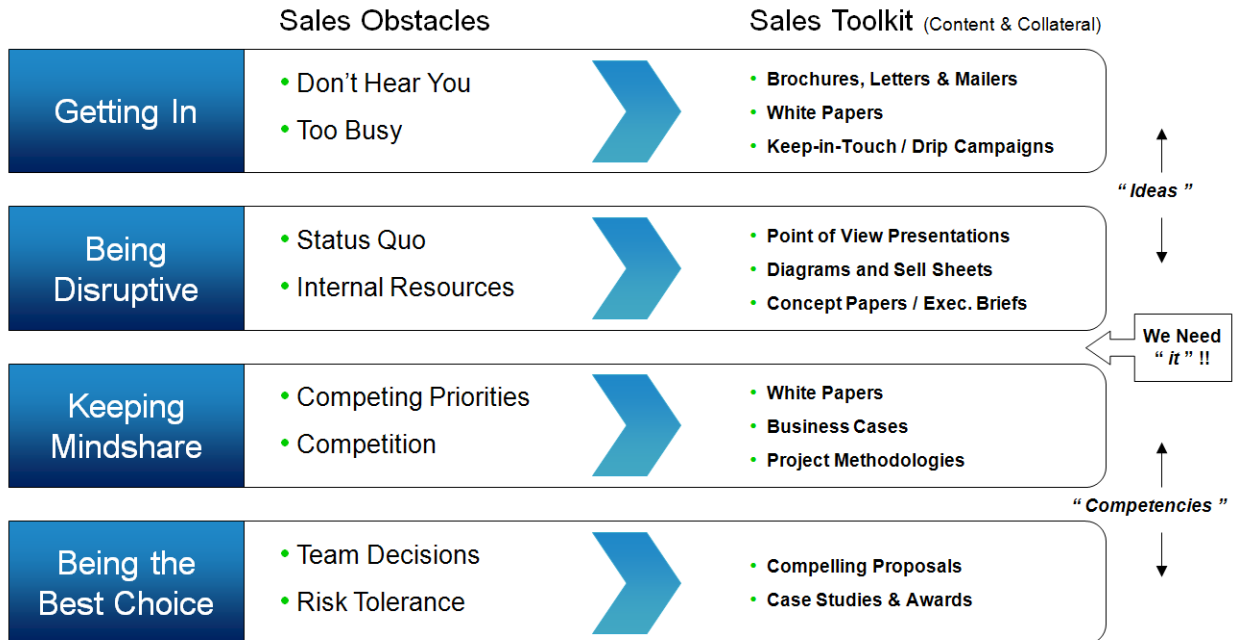 Sales Obstacles
Sales Toolkit (Content & Collateral)
Getting In
• Don't Hear You
• Too Busy
• Brochures, Letters & Mailers
• White Papers
• Keep-in-Touch / Drip Campaigns
" Ideas "
Being
Disruptive
• Status Quo
• Internal Resources
• Point of View Presentations
• Diagrams and Sell Sheets
• Concept Papers / Exec. Briefs
We Need
" it " !!
Keeping
Mindshare
• Competing Priorities
• Competition
• White Papers
• Business Cases
• Project Methodologies
" Competencies "
Being the
Best Choice
• Team Decisions
• Risk Tolerance
• Compelling Proposals
• Case Studies & Awards